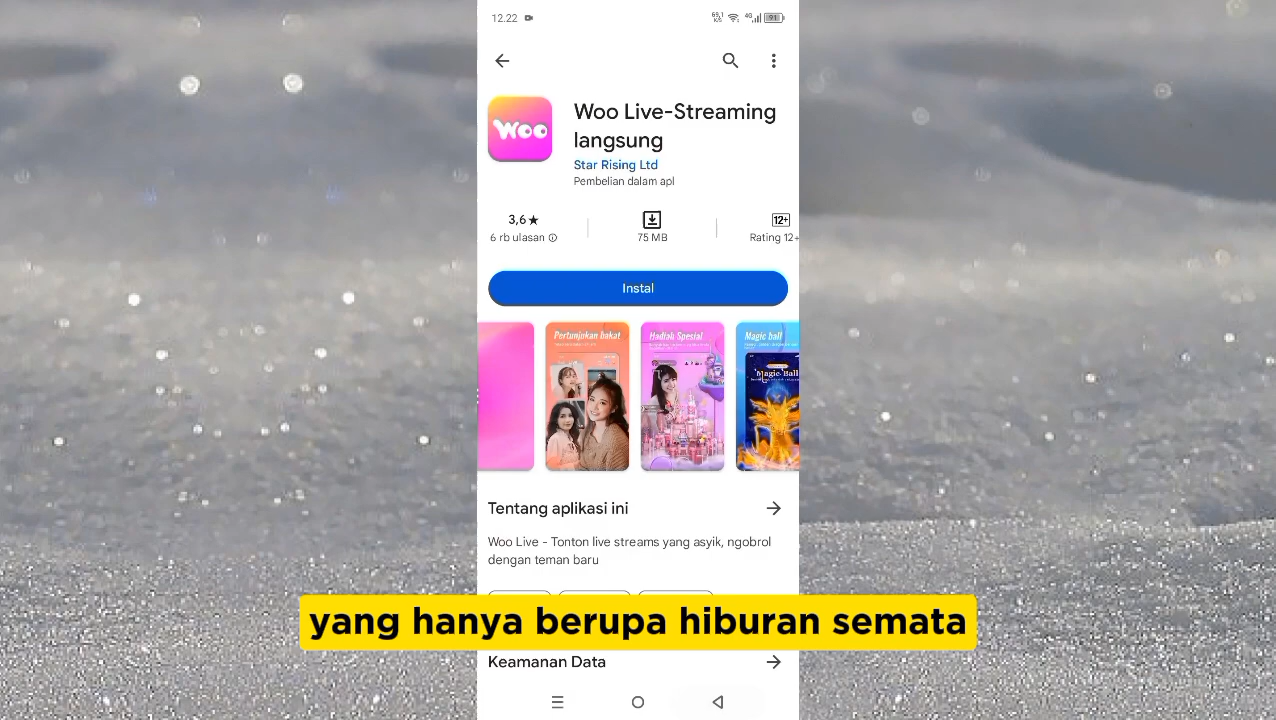 12.22
4G
91
Woo
Woo Live-Streaming
langsung
Star Rising Ltd
Pembelian dalam apl
3,6★
6 rb ulasan
75 MB
12+
Rating 12+
Instal
Pertunjukan bakat
Hadiah Spesial
Magic ball
Magic Ball
Tentang aplikasi ini
Woo Live - Tonton live streams yang asyik, ngobrol
dengan teman baru
yang hanya berupa hiburan semata
Keamanan Data